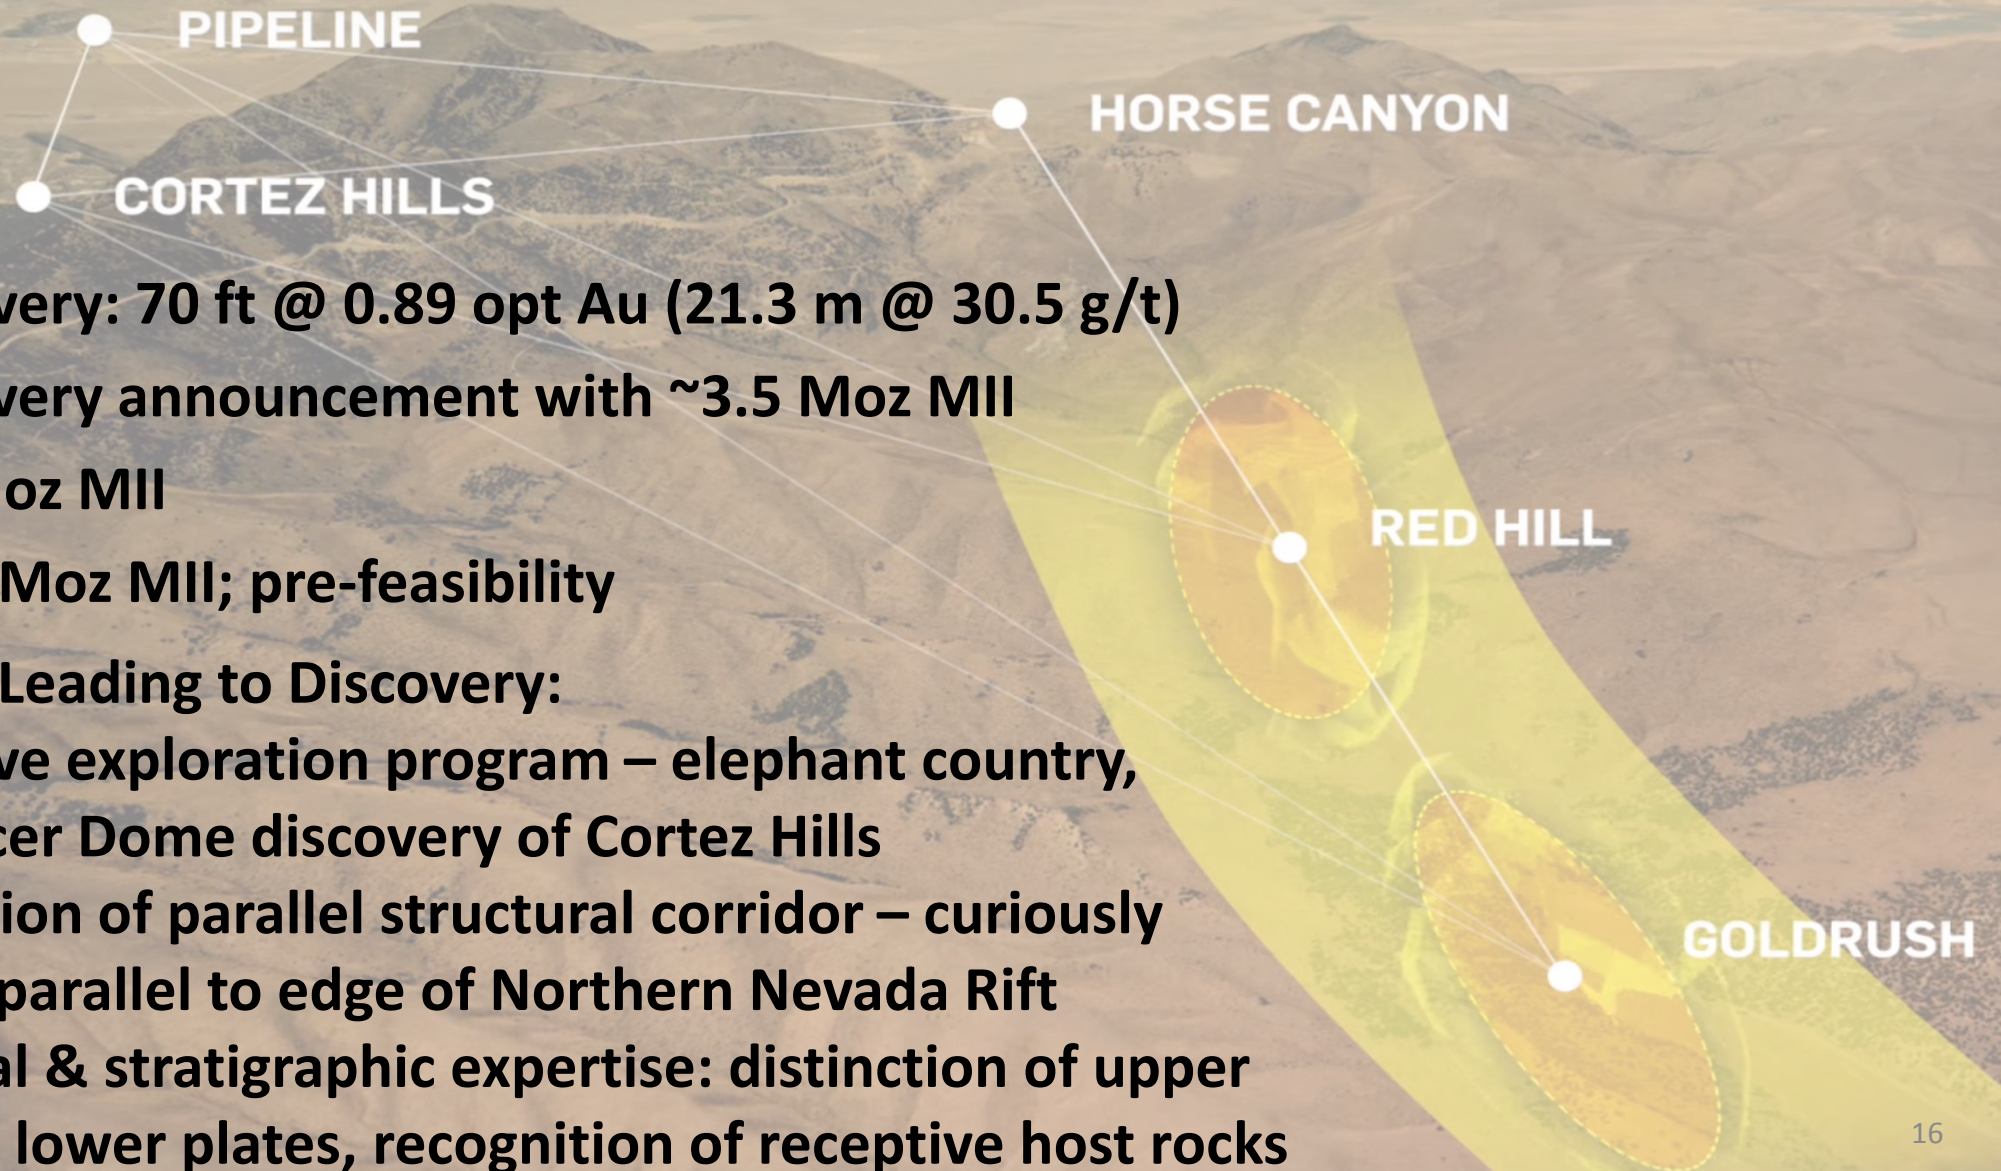 PIPELINE
HORSE CANYON
CORTEZ HILLS
very: 70 ft @ 0.89 opt Au (21.3 m @ 30.5 g/t)
very announcement with ~3.5 Moz MII
oz MII
RED HILL
Moz MII; pre-feasibility
Leading to Discovery:
ve exploration program – elephant country,
cer Dome discovery of Cortez Hills
ion of parallel structural corridor – curiously
GOLDRUSH
parallel to edge of Northern Nevada Rift
al & stratigraphic expertise: distinction of upper
lower plates, recognition of receptive host rocks
16